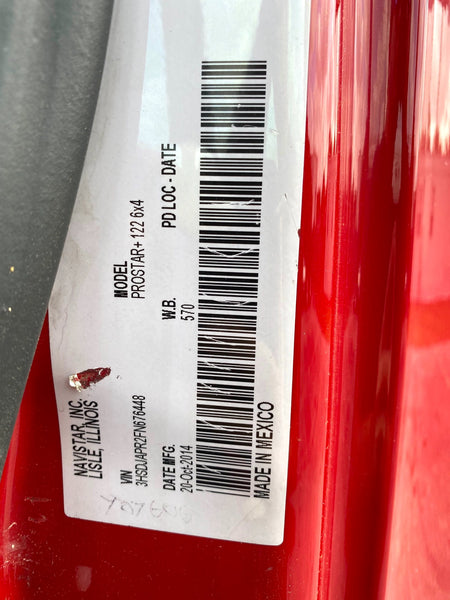 NAVISTAR, INC.
LISLE, ILLINOIS
VIN
3HSDJAPR2FN676448
MODEL
PROSTAR+ 122 6x4
DATE MFG.
20-Oct-2014
W.B.
570
PD LOC - DATE
MADE IN MEXICO